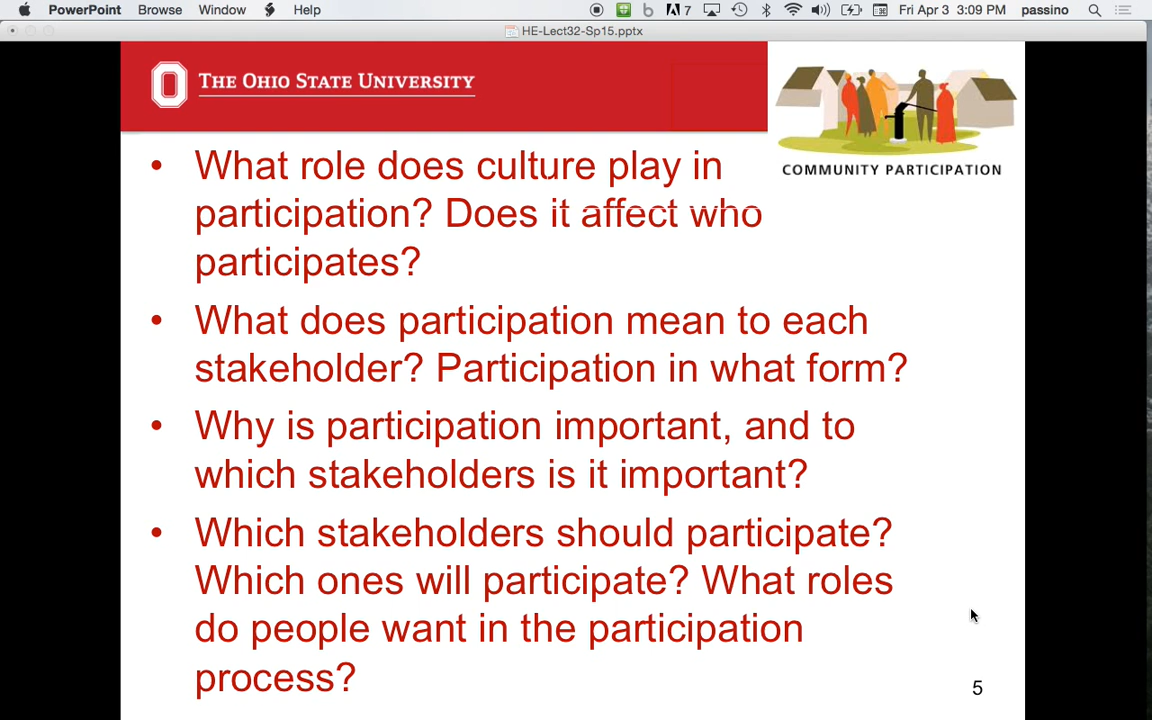 PowerPoint Browse Window Help 7 Fri Apr 3 3:09 PM passino
HE-Lect32-Sp15.pptx
THE OHIO STATE UNIVERSITY
COMMUNITY PARTICIPATION
• What role does culture play in
participation? Does it affect who
participates?
• What does participation mean to each
stakeholder? Participation in what form?
• Why is participation important, and to
which stakeholders is it important?
• Which stakeholders should participate?
Which ones will participate? What roles
do people want in the participation
process?
5